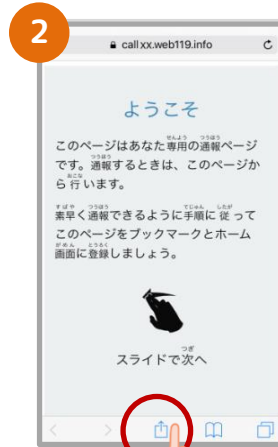 2
callxx.web119.info
ようこそ
このページはあなた専用の通報ページ
です。通報するときは、このページか
ら行います。
素早く通報できるように手順に従って
このページをブックマークとホーム
画面に登録しましょう。
スライドで次へ